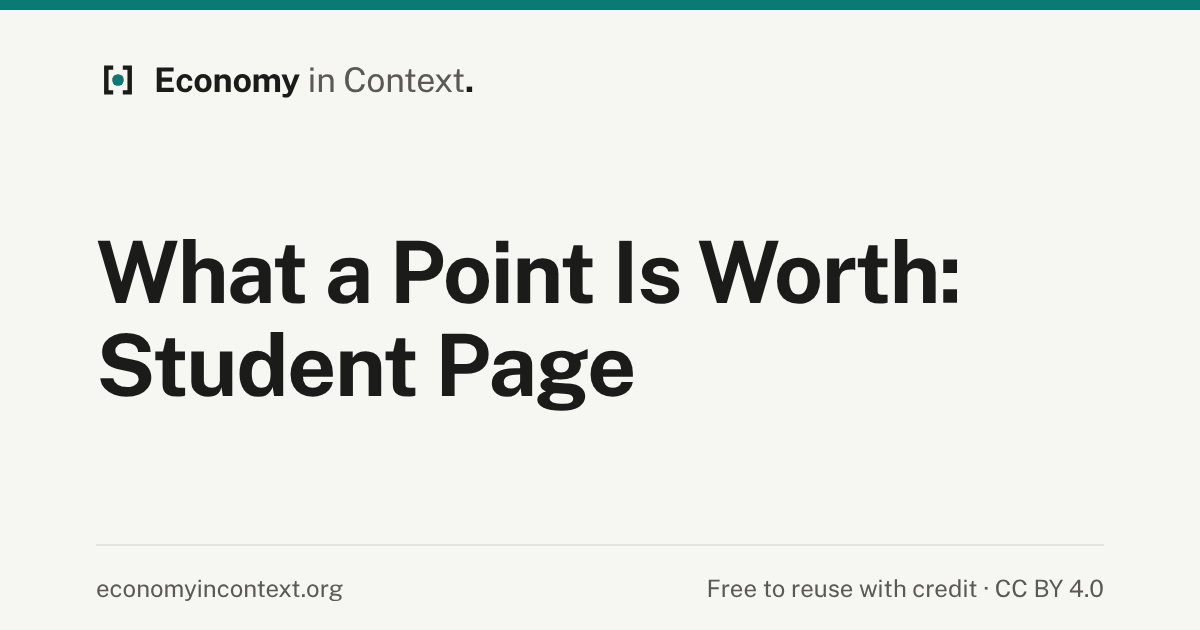 Economy in Context.
What a Point Is Worth:
Student Page
economyincontext.org
Free to reuse with credit · CC BY 4.0